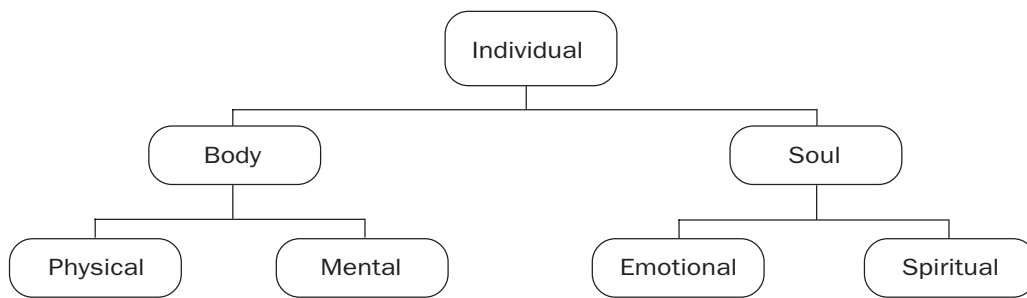 Individual
Body
Soul
Physical
Mental
Emotional
Spiritual